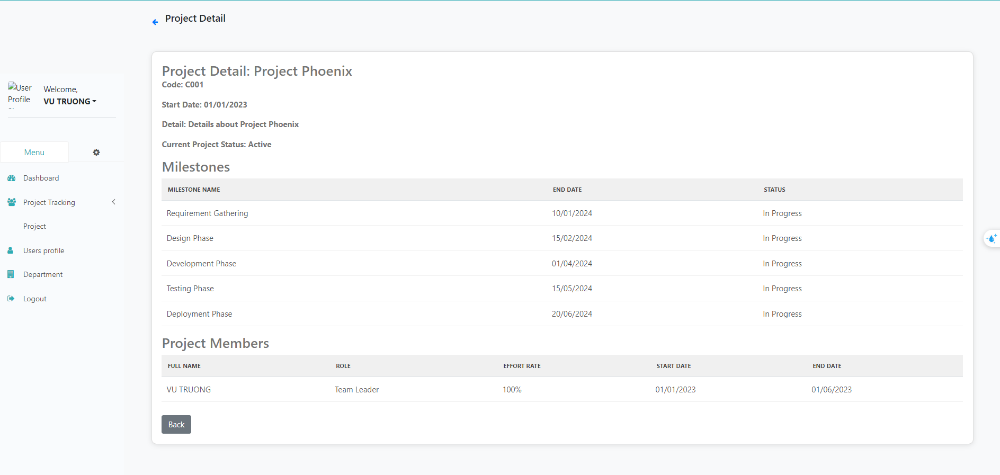 Project Detail
User
Profile
Welcome,
VU TRUONG
Menu
Dashboard
Project Tracking
Project
Users profile
Department
Logout
Project Detail: Project Phoenix
Code: C001
Start Date: 01/01/2023
Detail: Details about Project Phoenix
Current Project Status: Active
Milestones
MILESTONE NAME END DATE STATUS
Requirement Gathering 10/01/2024 In Progress
Design Phase 15/02/2024 In Progress
Development Phase 01/04/2024 In Progress
Testing Phase 15/05/2024 In Progress
Deployment Phase 20/06/2024 In Progress
Project Members
FULL NAME ROLE EFFORT RATE START DATE END DATE
VU TRUONG Team Leader 100% 01/01/2023 01/06/2023
Back